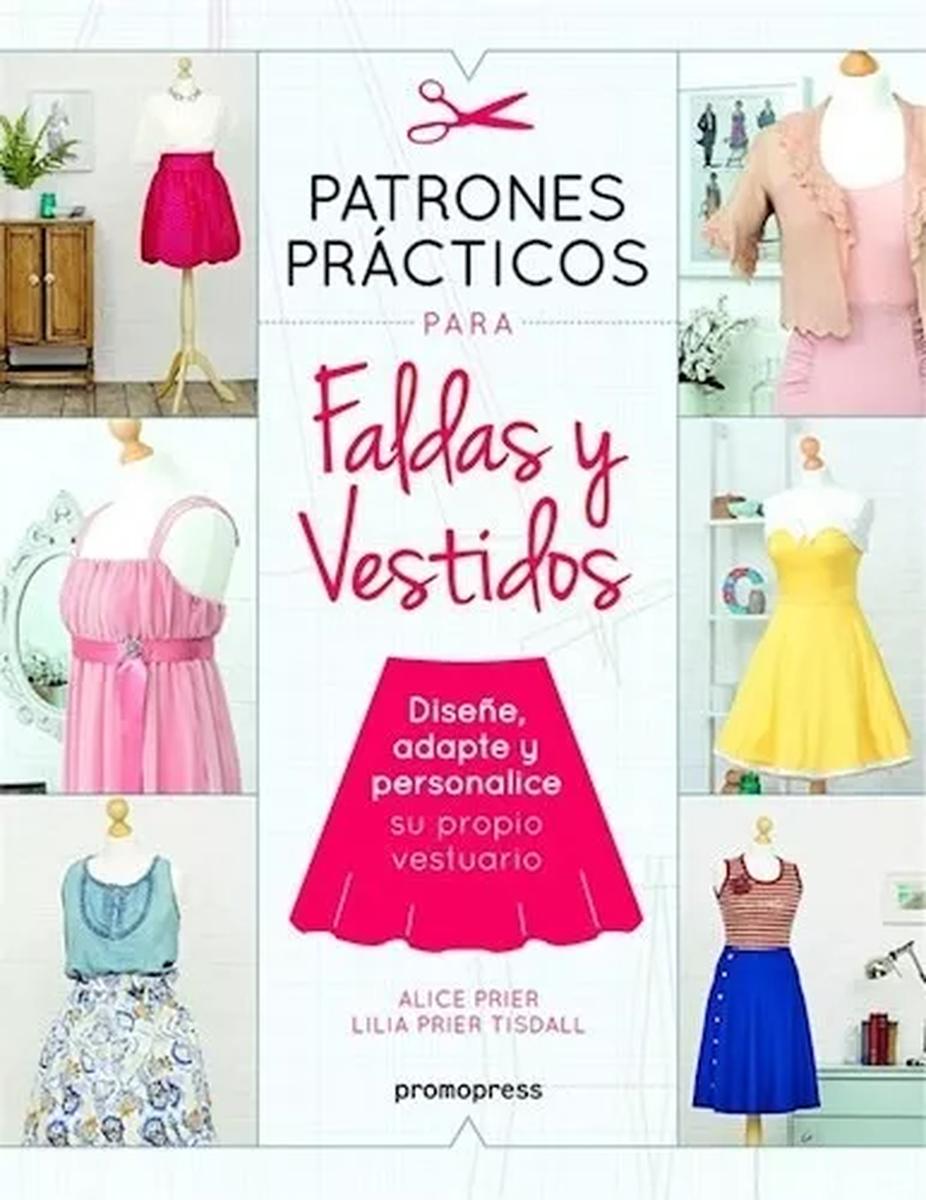 PATRONES
PRÁCTICOS
PARA
Faldas y
Vestidos
Diseñe,
adapte y
personalice
su propio
vestuario
ALICE PRIER
LILIA PRIER TISDALL
promopress